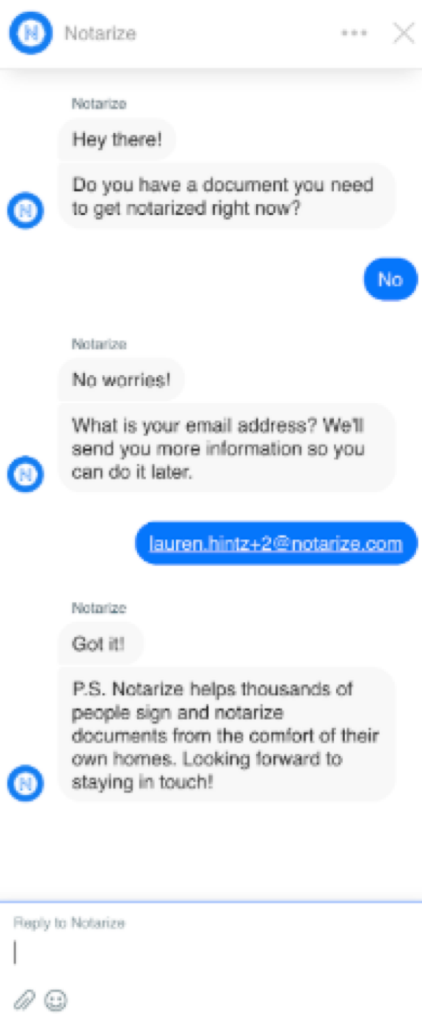 Notarize
Notarize
Hey there!
Do you have a document you need
to get notarized right now?
No
Notarize
No worries!
What is your email address? We'll
send you more information so you
can do it later.
lauren.hintz+2@notarize.com
Notarize
Got it!
P.S. Notarize helps thousands of
people sign and notarize
documents from the comfort of their
own homes. Looking forward to
staying in touch!
Reply to Notarize